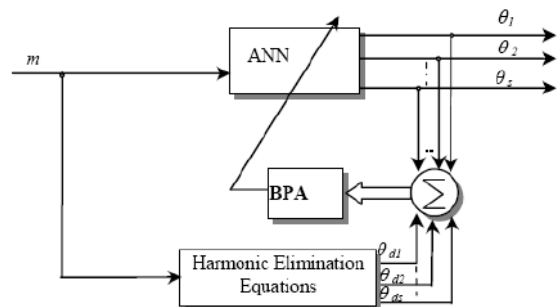 θ1
m
ANN
θ2
θs
BPA
Σ
θd1
Harmonic Elimination
Equations
θd2
θds